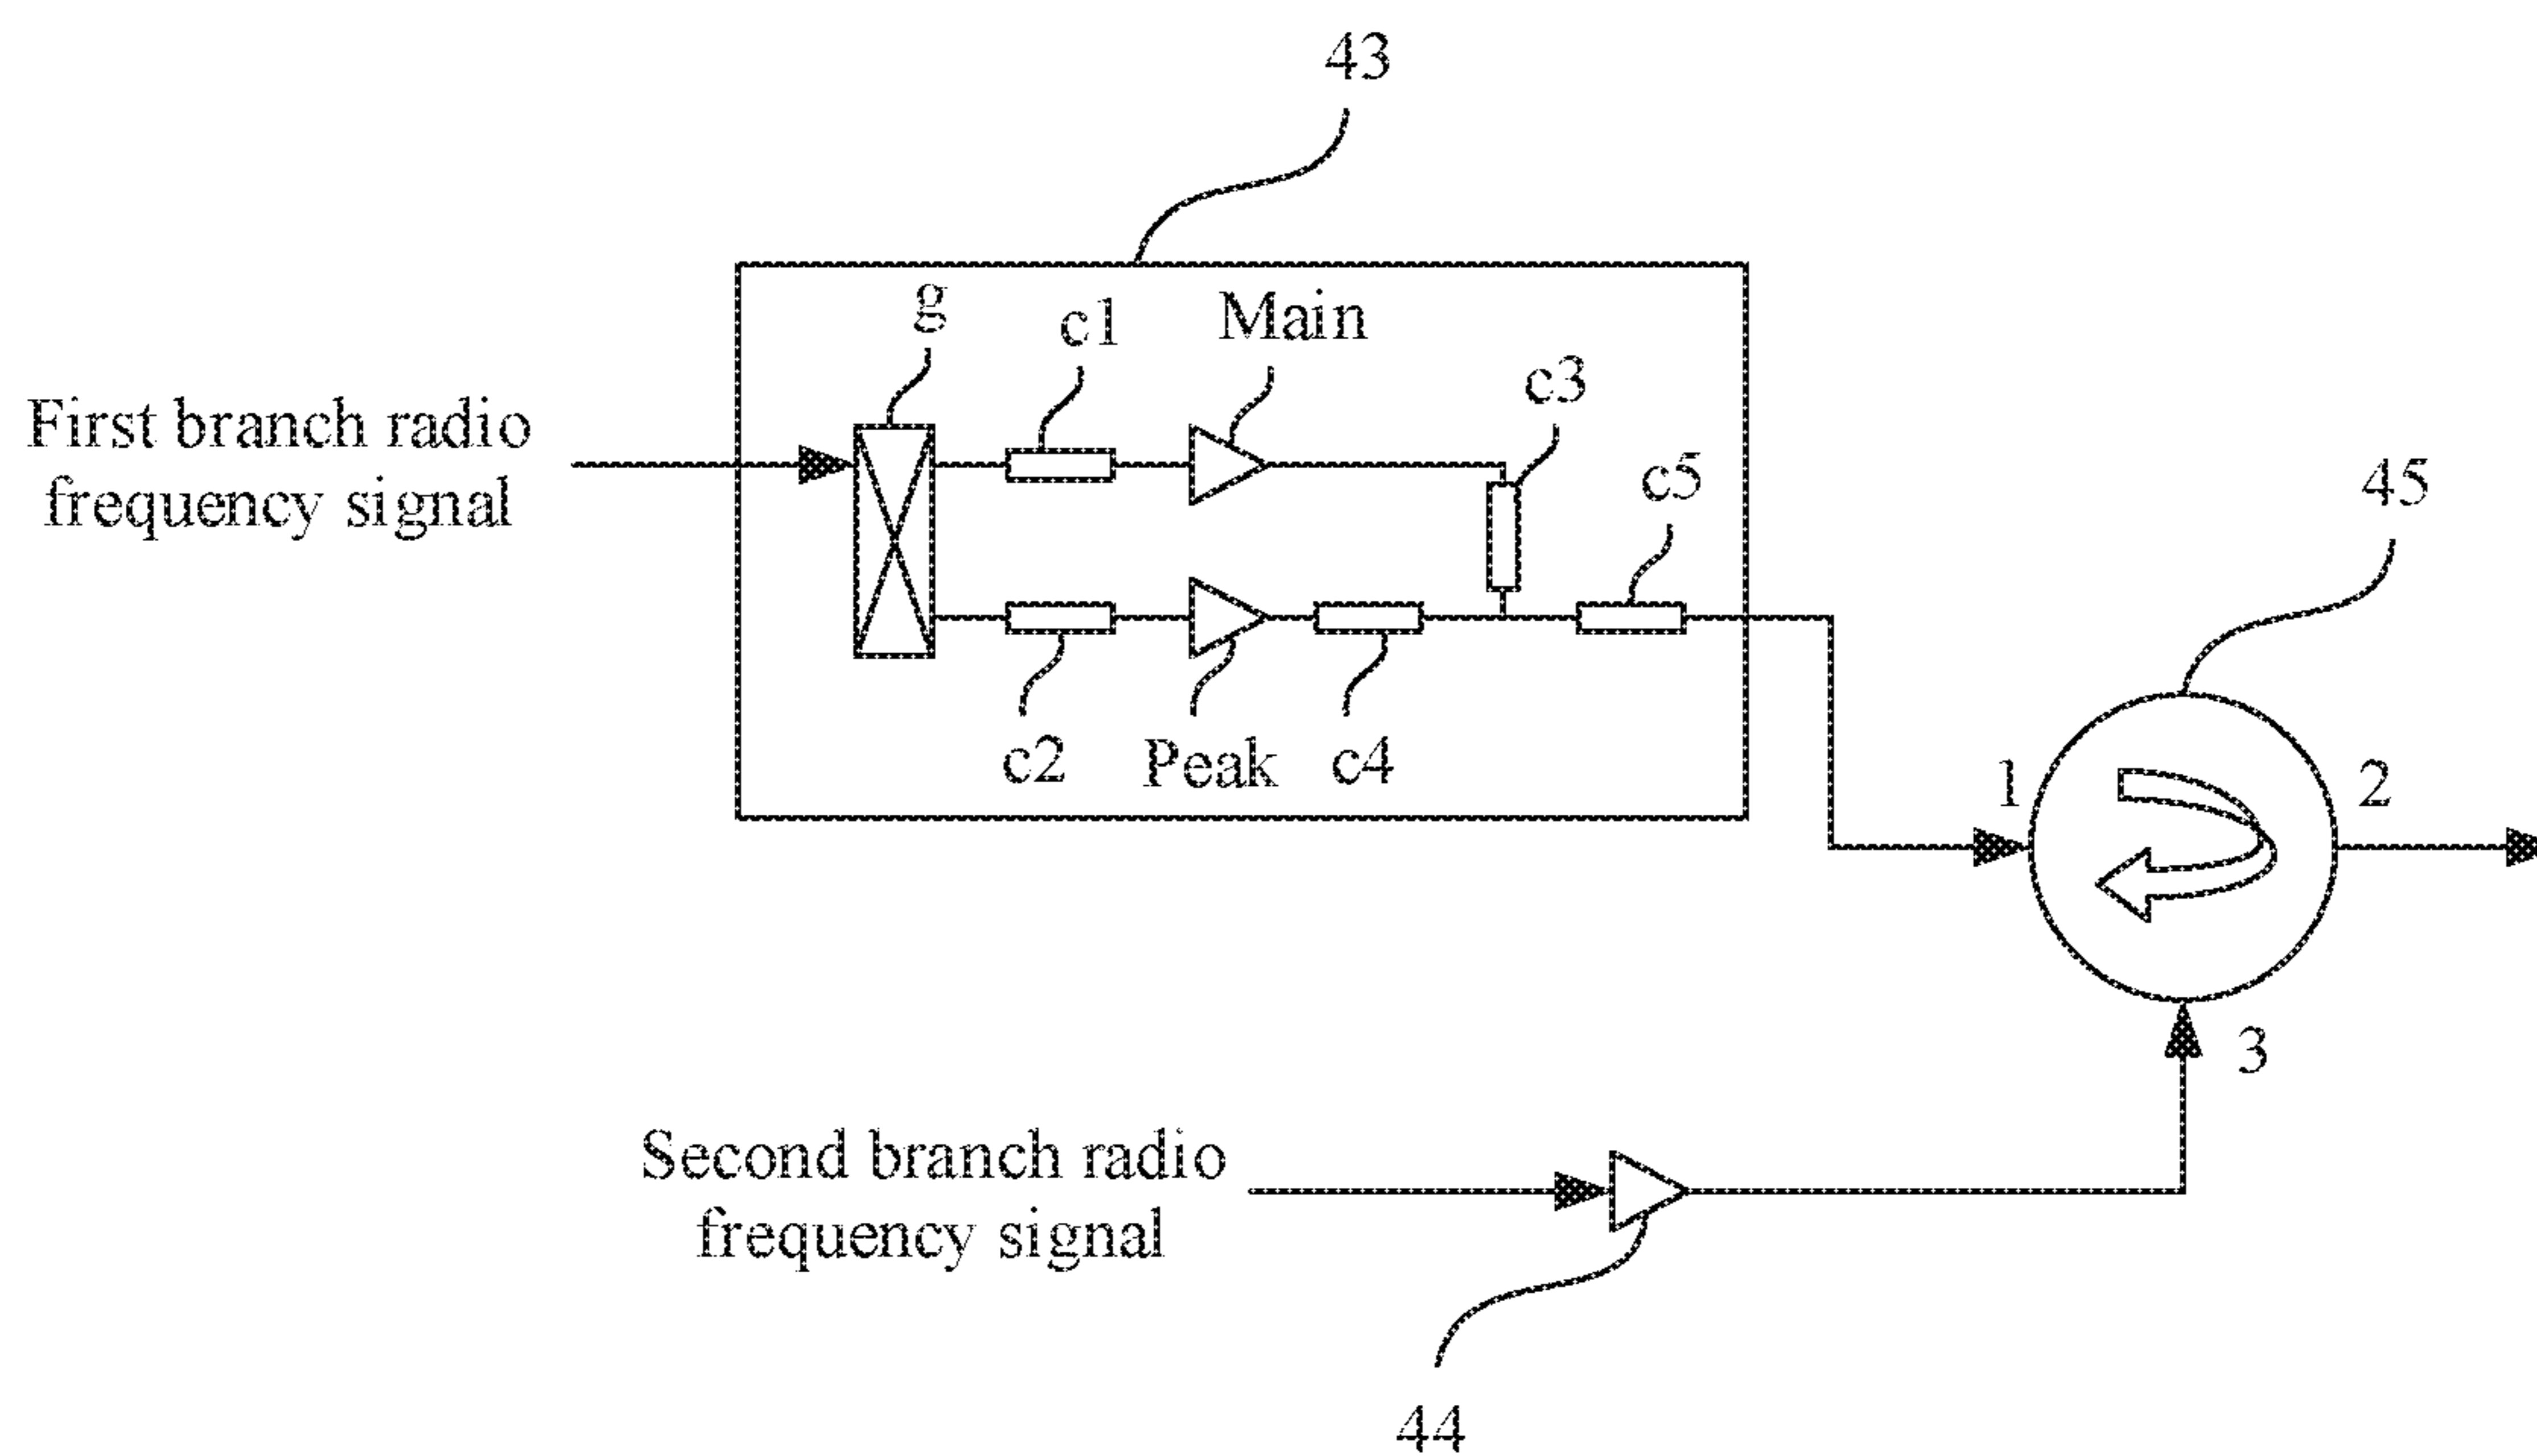 43
g
c1
Main
c3
c5
First branch radio
frequency signal
45
c2
Peak
c4
1
2
3
Second branch radio
frequency signal
44